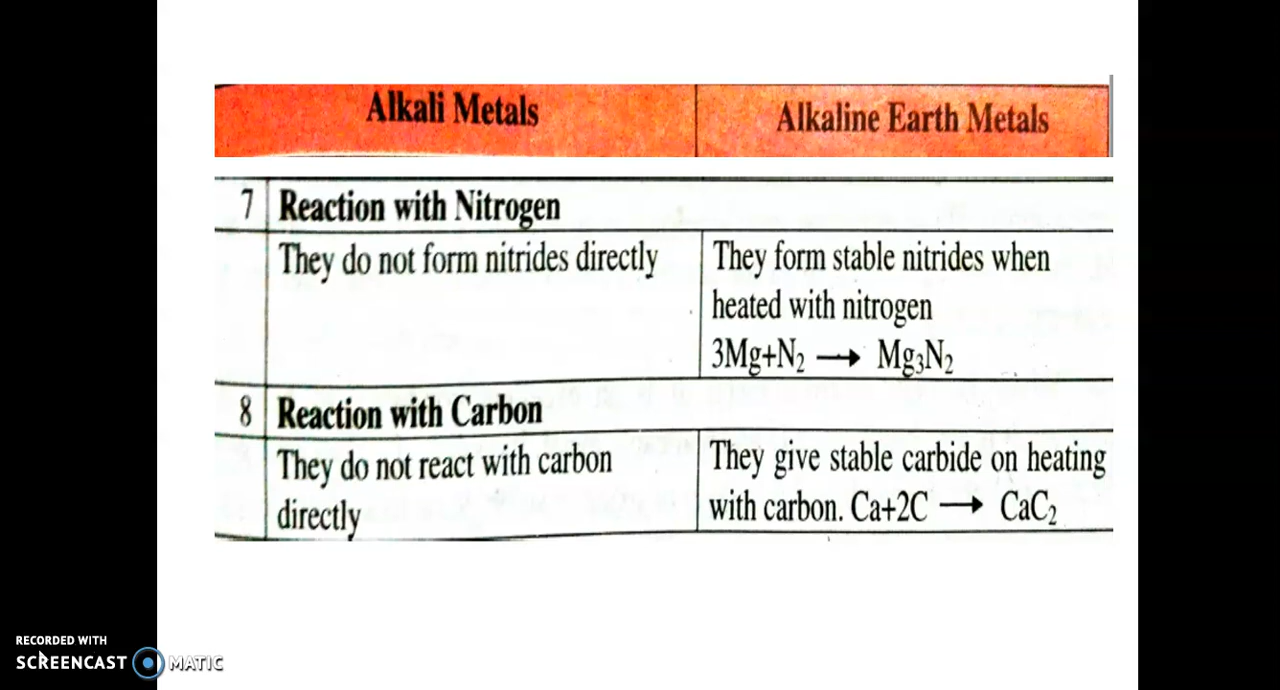 Alkali Metals
Alkaline Earth Metals
7 Reaction with Nitrogen
They do not form nitrides directly
They form stable nitrides when
heated with nitrogen
3Mg+N₂ ⟶ Mg₃N₂
8 Reaction with Carbon
They do not react with carbon
directly
They give stable carbide on heating
with carbon. Ca+2C ⟶ CaC₂
RECORDED WITH
SCREENCAST MATIC